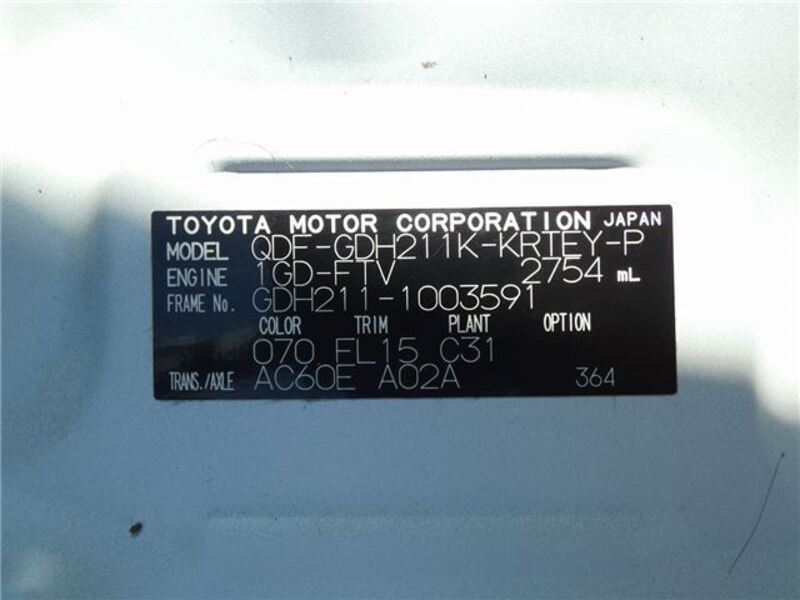 TOYOTA MOTOR CORPORATION JAPAN
MODEL QDF-GDH211K-KRTEY-P
ENGINE 1GD-FTV 2754 mL
FRAME No. GDH211-1003591
COLOR TRIM PLANT OPTION
070 FL15 C31
TRANS./AXLE AC60E A02A 364